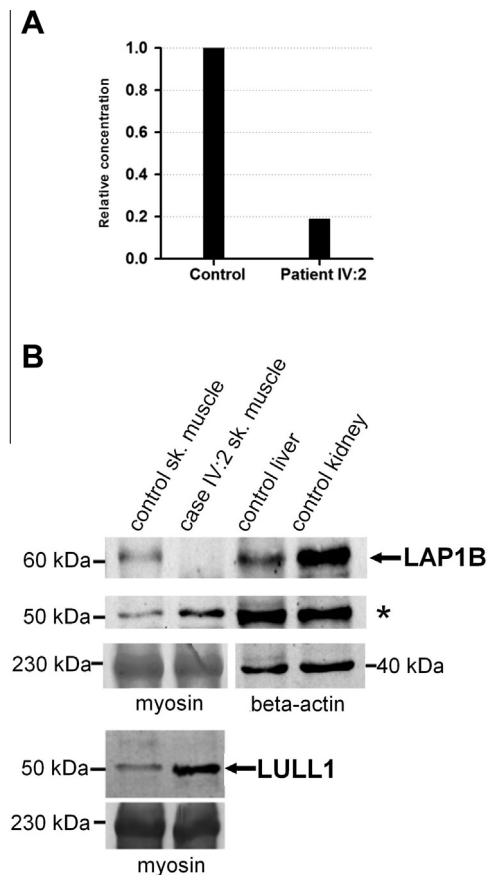 A
Relative concentration
1.0
0.8
0.6
0.4
0.2
0.0
Control Patient IV:2
B
control sk. muscle
case IV:2 sk. muscle
control liver
control kidney
60 kDa LAP1B
50 kDa *
230 kDa 40 kDa
myosin beta-actin
50 kDa LULL1
230 kDa
myosin